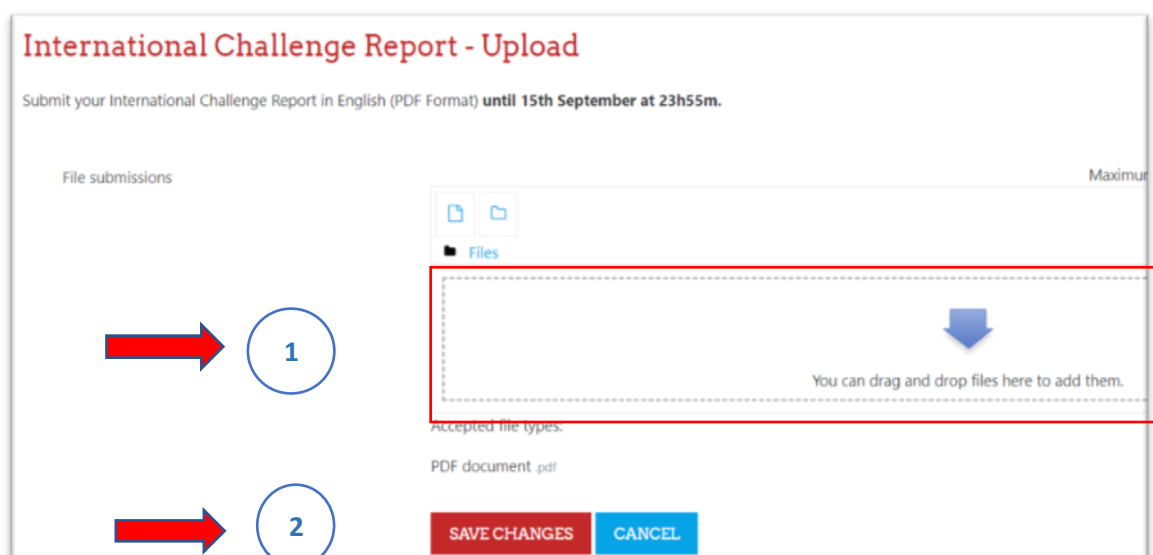 International Challenge Report - Upload
Submit your International Challenge Report in English (PDF Format) until 15th September at 23h55m.
File submissions
Files
1
You can drag and drop files here to add them.
Accepted file types:
PDF document .pdf
2
SAVE CHANGES CANCEL